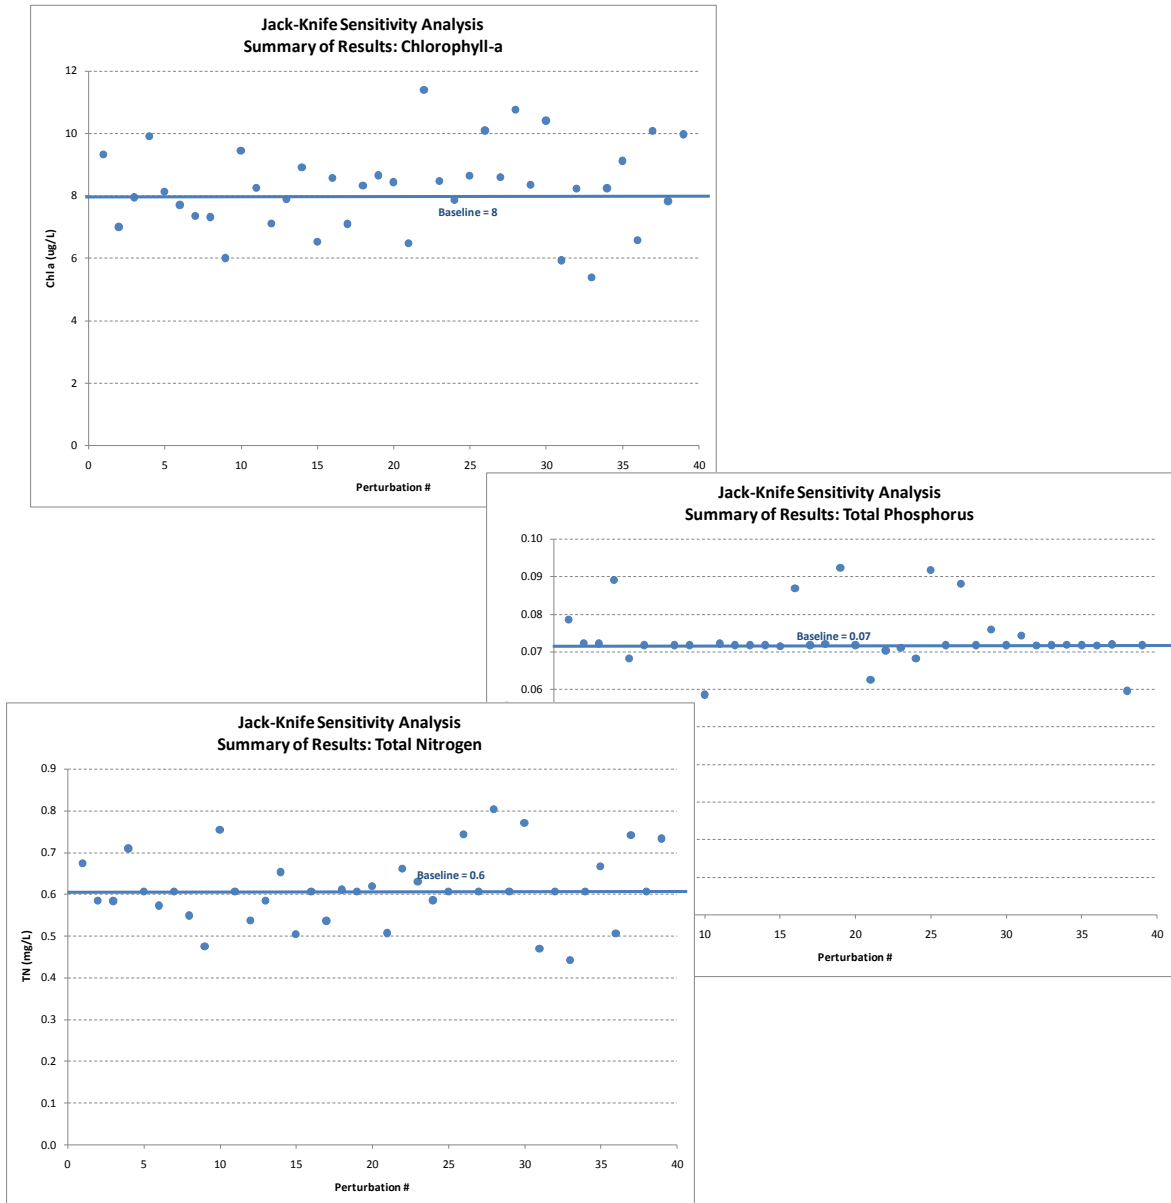 Jack-Knife Sensitivity Analysis
Summary of Results: Chlorophyll-a
12
10
8
6
4
2
0
Chl a (ug/L)
Baseline = 8
0 5 10 15 20 25 30 35 40
Perturbation #
Jack-Knife Sensitivity Analysis
Summary of Results: Total Phosphorus
0.10
0.09
0.08
0.07
0.06
Baseline = 0.07
10 15 20 25 30 35 40
Perturbation #
Jack-Knife Sensitivity Analysis
Summary of Results: Total Nitrogen
0.9
0.8
0.7
0.6
0.5
0.4
0.3
0.2
0.1
0.0
TN (mg/L)
Baseline = 0.6
0 5 10 15 20 25 30 35 40
Perturbation #